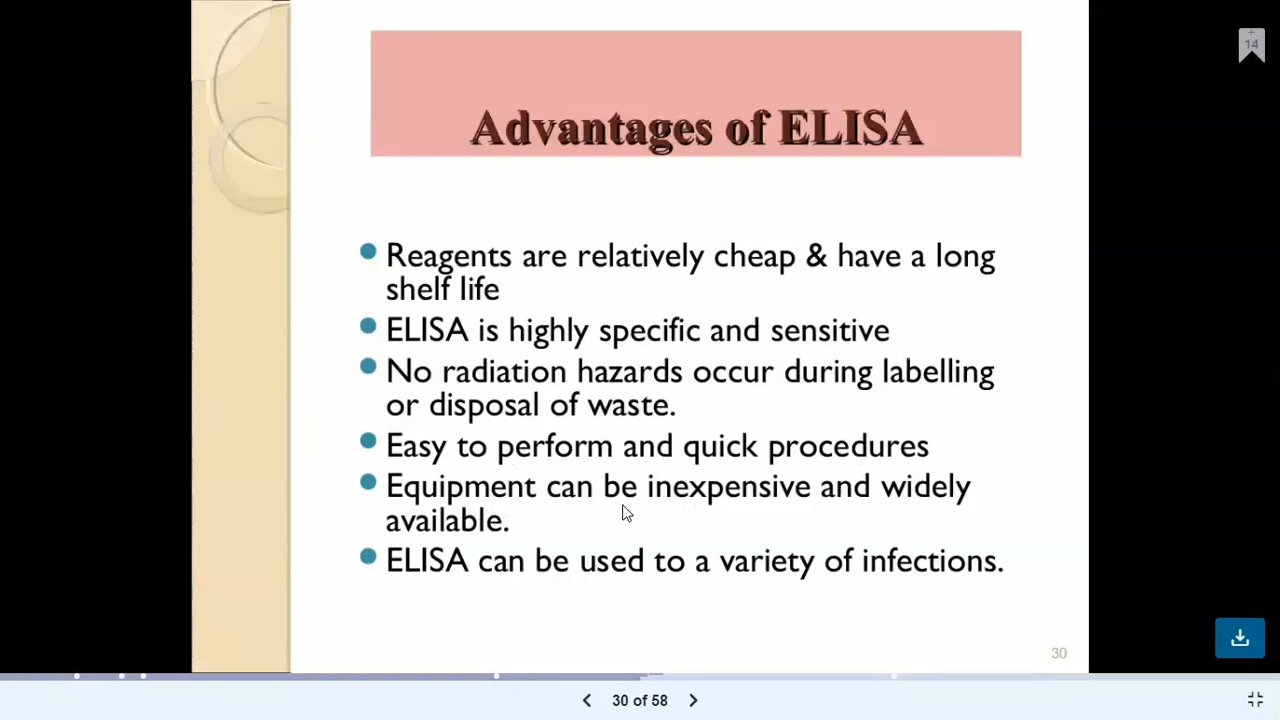 14
Advantages of ELISA
Reagents are relatively cheap & have a long
shelf life
ELISA is highly specific and sensitive
No radiation hazards occur during labelling
or disposal of waste.
Easy to perform and quick procedures
Equipment can be inexpensive and widely
available.
ELISA can be used to a variety of infections.
30
30 of 58